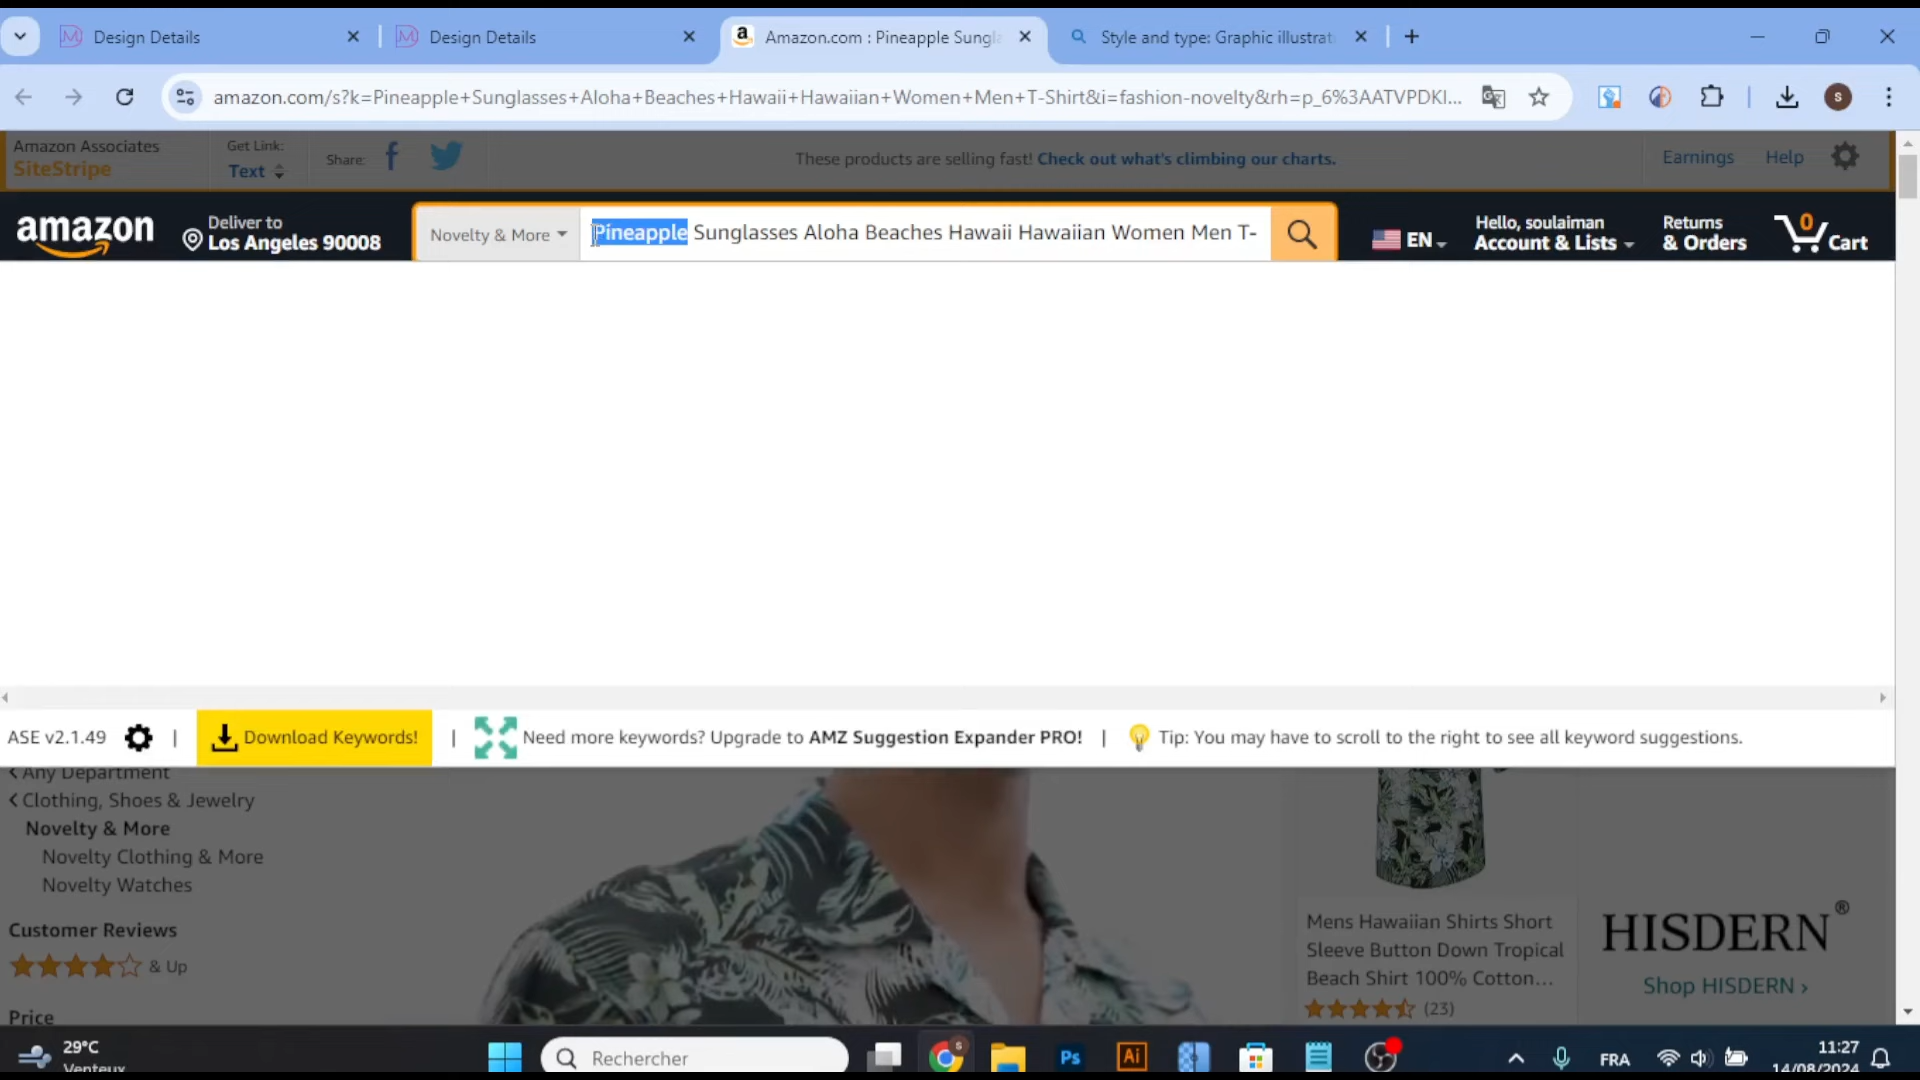 Design Details
Design Details
Amazon.com : Pineapple Sungl
Style and type: Graphic illustrat
amazon.com/s?k=Pineapple+Sunglasses+Aloha+Beaches+Hawaii+Hawaiian+Women+Men+T-Shirt&i=fashion-novelty&rh=p_6%3AATVPDKI...
S
Amazon Associates
SiteStripe
Get Link:
Text
Share:
These products are selling fast! Check out what's climbing our charts.
Earnings
Help
amazon
Deliver to
Los Angeles 90008
Novelty & More
Pineapple Sunglasses Aloha Beaches Hawaii Hawaiian Women Men T-
EN
Hello, soulaiman
Account & Lists
Returns
& Orders
0
Cart
ASE v2.1.49 |
Download Keywords!
| Need more keywords? Upgrade to AMZ Suggestion Expander PRO! |
Tip: You may have to scroll to the right to see all keyword suggestions.
Any Department
Clothing, Shoes & Jewelry
Novelty & More
Novelty Clothing & More
Novelty Watches
Customer Reviews
& Up
Price
Mens Hawaiian Shirts Short
Sleeve Button Down Tropical
Beach Shirt 100% Cotton...
(23)
HISDERN®
Shop HISDERN ›
29°C
Venteux
Rechercher
Ps
Ai
FRA
11:27
14/08/2024